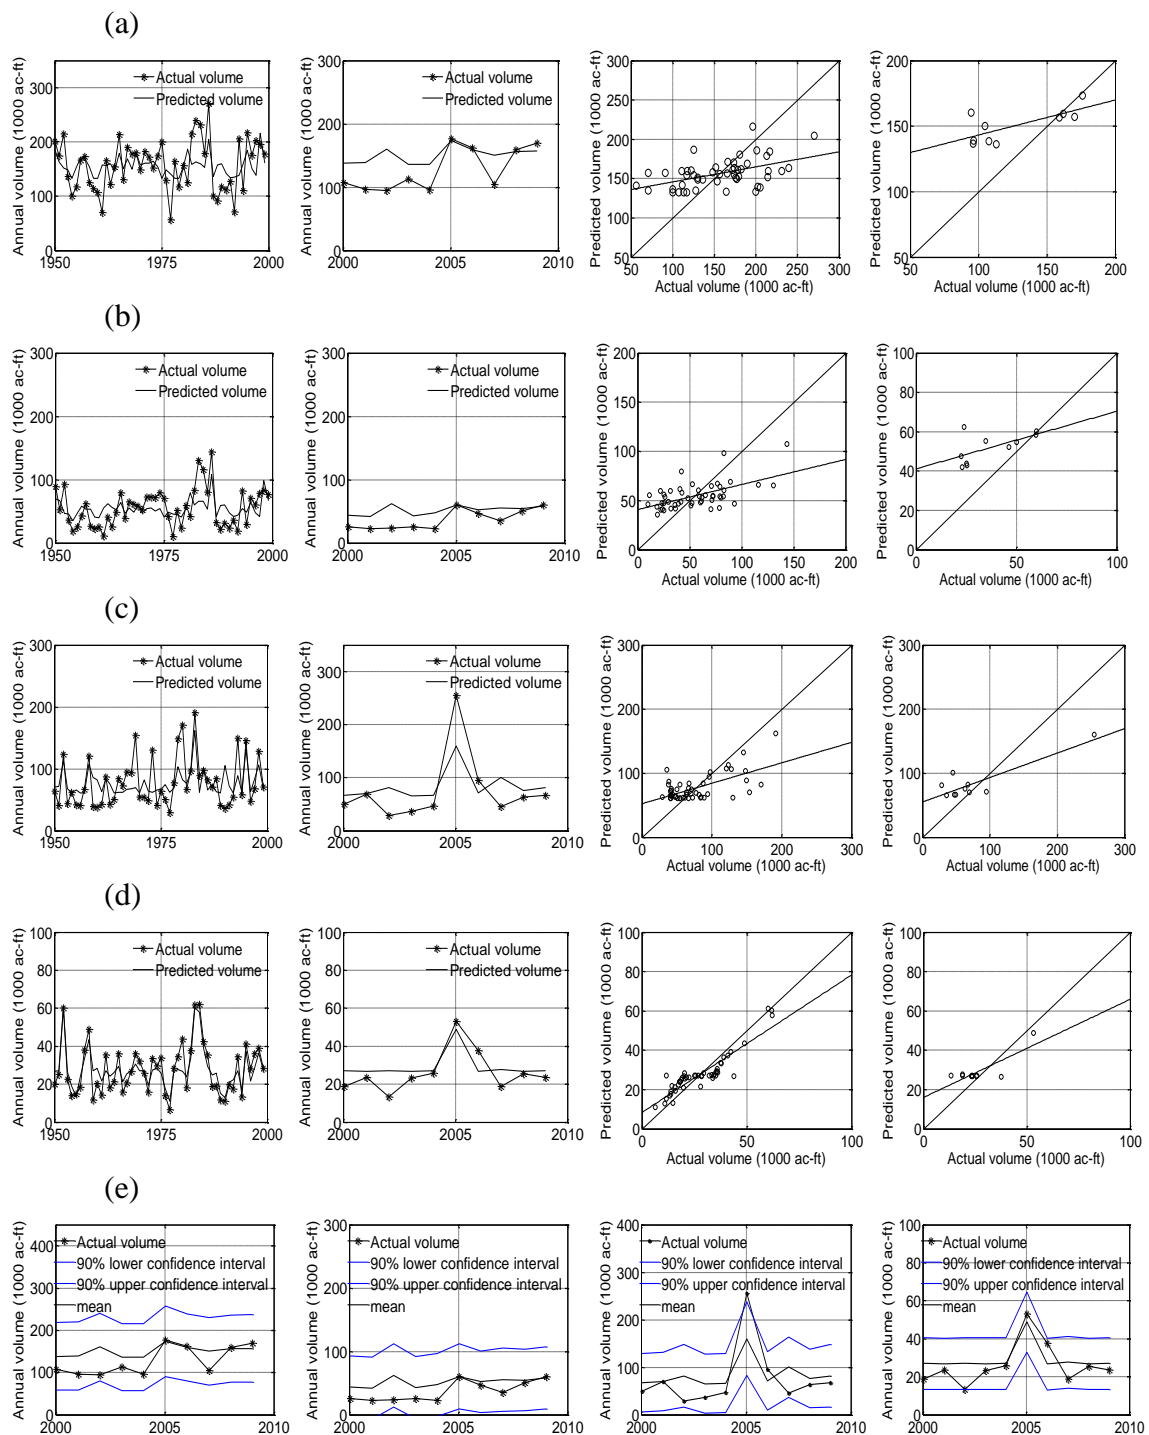 (a)
Annual volume (1000 ac-ft)
300
200
100
0
1950 1975 2000
Actual volume
Predicted volume
Annual volume (1000 ac-ft)
300
200
100
0
2000 2005 2010
Actual volume
Predicted volume
Predicted volume (1000 ac-ft)
300
250
200
150
100
50
50 100 150 200 250 300
Actual volume (1000 ac-ft)
Predicted volume (1000 ac-ft)
200
150
100
50
50 100 150 200
Actual volume (1000 ac-ft)
(b)
Annual volume (1000 ac-ft)
300
200
100
0
1950 1975 2000
Actual volume
Predicted volume
Annual volume (1000 ac-ft)
300
200
100
0
2000 2005 2010
Actual volume
Predicted volume
Predicted volume (1000 ac-ft)
200
150
100
50
0
0 50 100 150 200
Actual volume (1000 ac-ft)
Predicted volume (1000 ac-ft)
100
80
60
40
20
0
0 50 100
Actual volume (1000 ac-ft)
(c)
Annual volume (1000 ac-ft)
300
200
100
0
1950 1975 2000
Actual volume
Predicted volume
Annual volume (1000 ac-ft)
300
200
100
0
2000 2005 2010
Actual volume
Predicted volume
Predicted volume (1000 ac-ft)
300
200
100
0
0 100 200 300
Actual volume (1000 ac-ft)
Predicted volume (1000 ac-ft)
300
200
100
0
0 100 200 300
Actual volume (1000 ac-ft)
(d)
Annual volume (1000 ac-ft)
100
80
60
40
20
0
1950 1975 2000
Actual volume
Predicted volume
Annual volume (1000 ac-ft)
100
80
60
40
20
0
2000 2005 2010
Actual volume
Predicted volume
Predicted volume (1000 ac-ft)
100
80
60
40
20
0
0 50 100
Actual volume (1000 ac-ft)
Predicted volume (1000 ac-ft)
100
80
60
40
20
0
0 50 100
Actual volume (1000 ac-ft)
(e)
Annual volume (1000 ac-ft)
400
300
200
100
0
2000 2005 2010
Actual volume
90% lower confidence interval
90% upper confidence interval
mean
Annual volume (1000 ac-ft)
300
200
100
0
2000 2005 2010
Actual volume
90% lower confidence interval
90% upper confidence interval
mean
Annual volume (1000 ac-ft)
400
300
200
100
0
2000 2005 2010
Actual volume
90% lower confidence interval
90% upper confidence interval
mean
Annual volume (1000 ac-ft)
100
80
60
40
20
0
2000 2005 2010
Actual volume
90% lower confidence interval
90% upper confidence interval
mean